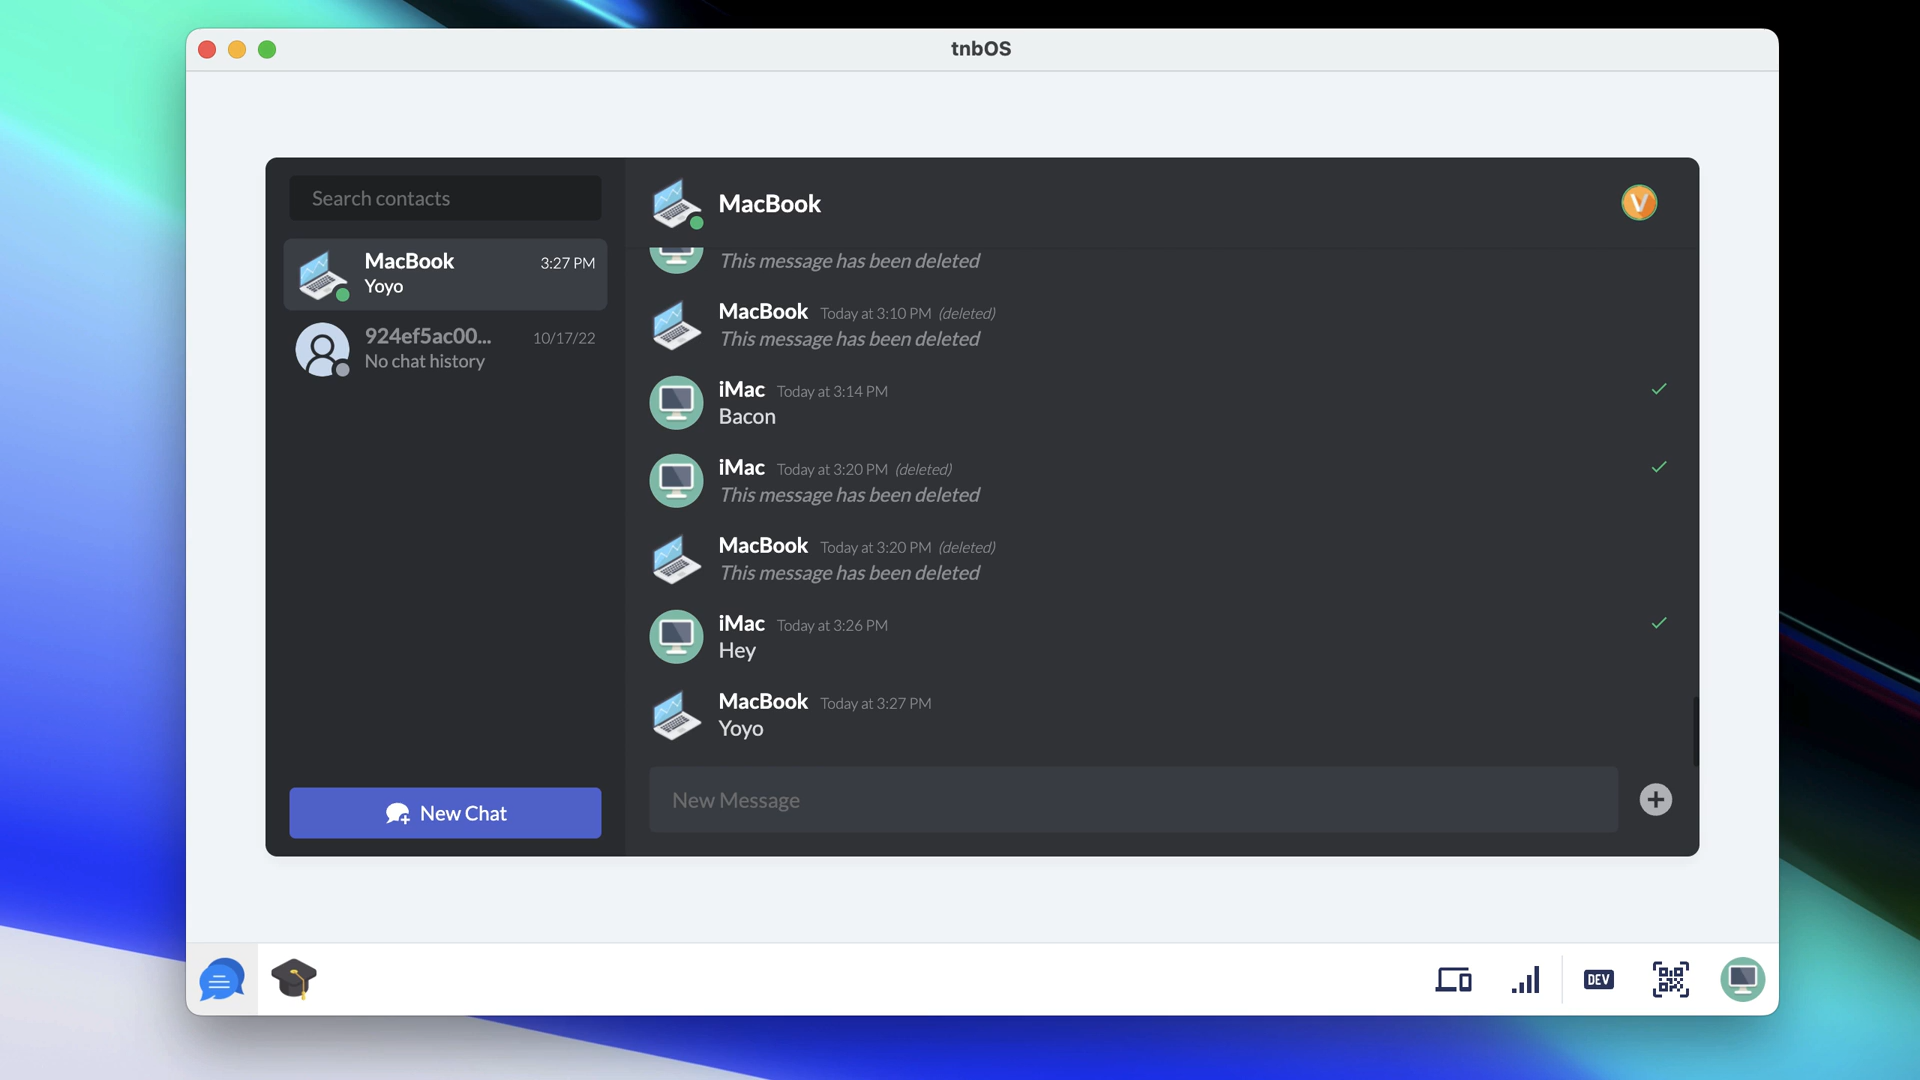 tnbOS
Search contacts
MacBook 3:27 PM
Yoyo
924ef5ac00... 10/17/22
No chat history
New Chat
MacBook
V
This message has been deleted
MacBook Today at 3:10 PM (deleted)
This message has been deleted
iMac Today at 3:14 PM
Bacon
iMac Today at 3:20 PM (deleted)
This message has been deleted
MacBook Today at 3:20 PM (deleted)
This message has been deleted
iMac Today at 3:26 PM
Hey
MacBook Today at 3:27 PM
Yoyo
New Message
DEV